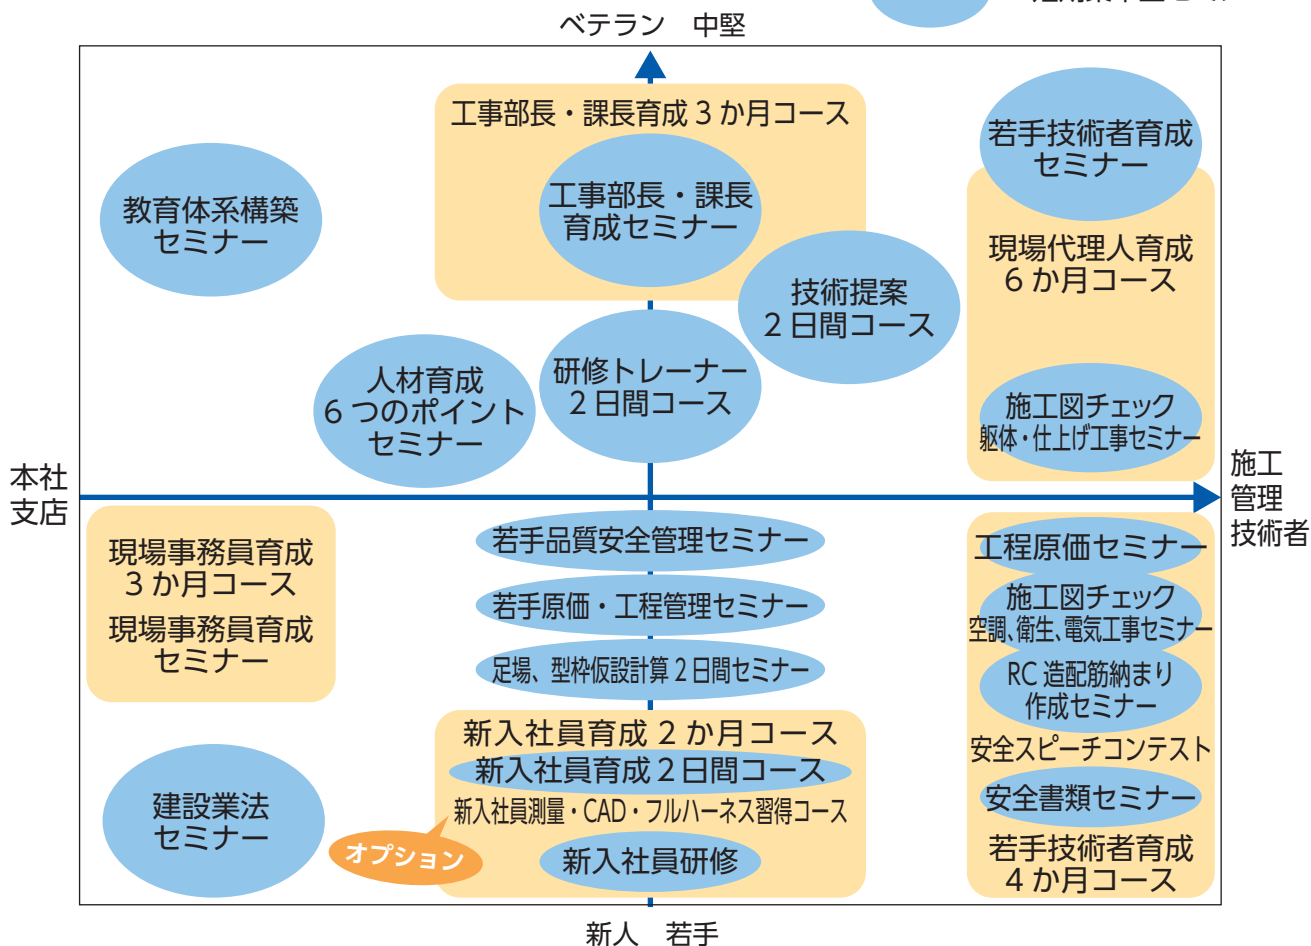 ベテラン　中堅
工事部長・課長育成３か月コース
工事部長・課長
育成セミナー
若手技術者育成
セミナー
教育体系構築
セミナー
現場代理人育成
６か月コース
技術提案
２日間コース
人材育成
６つのポイント
セミナー
研修トレーナー
２日間コース
施工図チェック
躯体・仕上げ工事セミナー
本社
支店
施工
管理
技術者
現場事務員育成
３か月コース
現場事務員育成
セミナー
若手品質安全管理セミナー
若手原価・工程管理セミナー
足場、型枠仮設計算２日間セミナー
工程原価セミナー
施工図チェック
空調、衛生、電気工事セミナー
RC造配筋納まり
作成セミナー
安全スピーチコンテスト
安全書類セミナー
若手技術者育成
４か月コース
建設業法
セミナー
新入社員育成２か月コース
新入社員育成２日間コース
新入社員測量・CAD・フルハーネス習得コース
オプション
新入社員研修
新人　若手